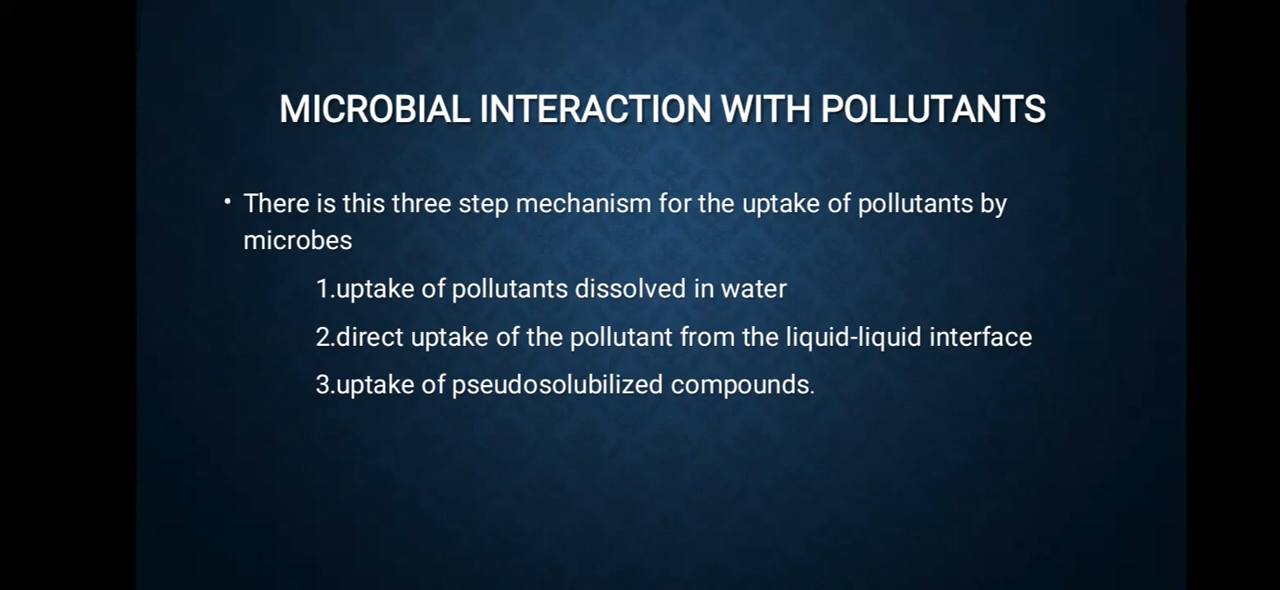 MICROBIAL INTERACTION WITH POLLUTANTS
• There is this three step mechanism for the uptake of pollutants by
microbes
1.uptake of pollutants dissolved in water
2.direct uptake of the pollutant from the liquid-liquid interface
3.uptake of pseudosolubilized compounds.